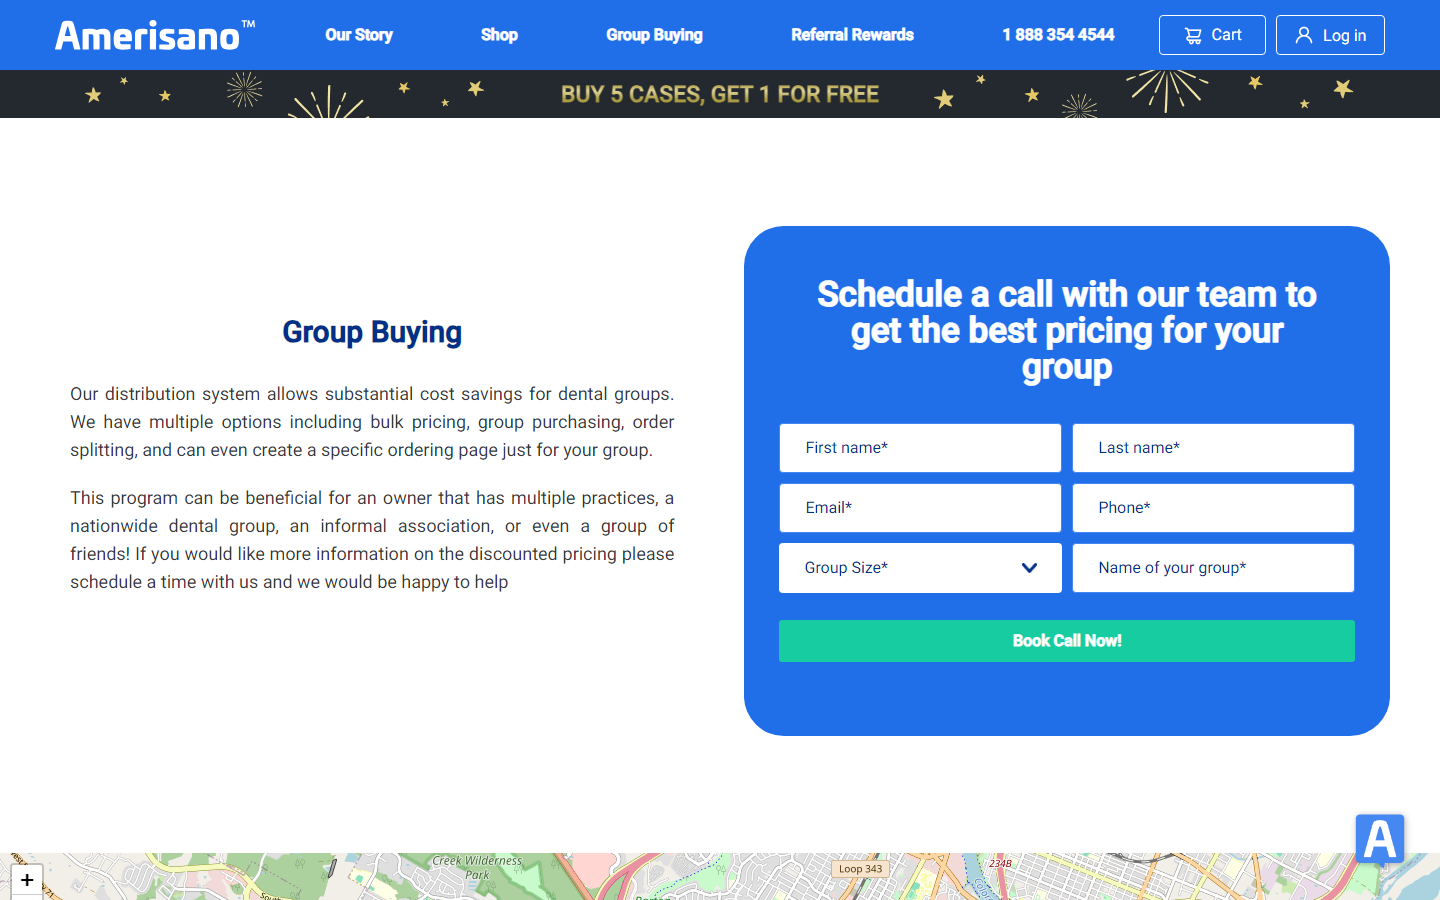 Amerisano™
Our Story
Shop
Group Buying
Referral Rewards
1 888 354 4544
Cart
Log in
BUY 5 CASES, GET 1 FOR FREE
Group Buying
Our distribution system allows substantial cost savings for dental groups.
We have multiple options including bulk pricing, group purchasing, order
splitting, and can even create a specific ordering page just for your group.
This program can be beneficial for an owner that has multiple practices, a
nationwide dental group, an informal association, or even a group of
friends! If you would like more information on the discounted pricing please
schedule a time with us and we would be happy to help
Schedule a call with our team to
get the best pricing for your
group
First name*
Last name*
Email*
Phone*
Group Size*
Name of your group*
Book Call Now!
A
+
Creek Wilderness
Park
Loop 343
234B